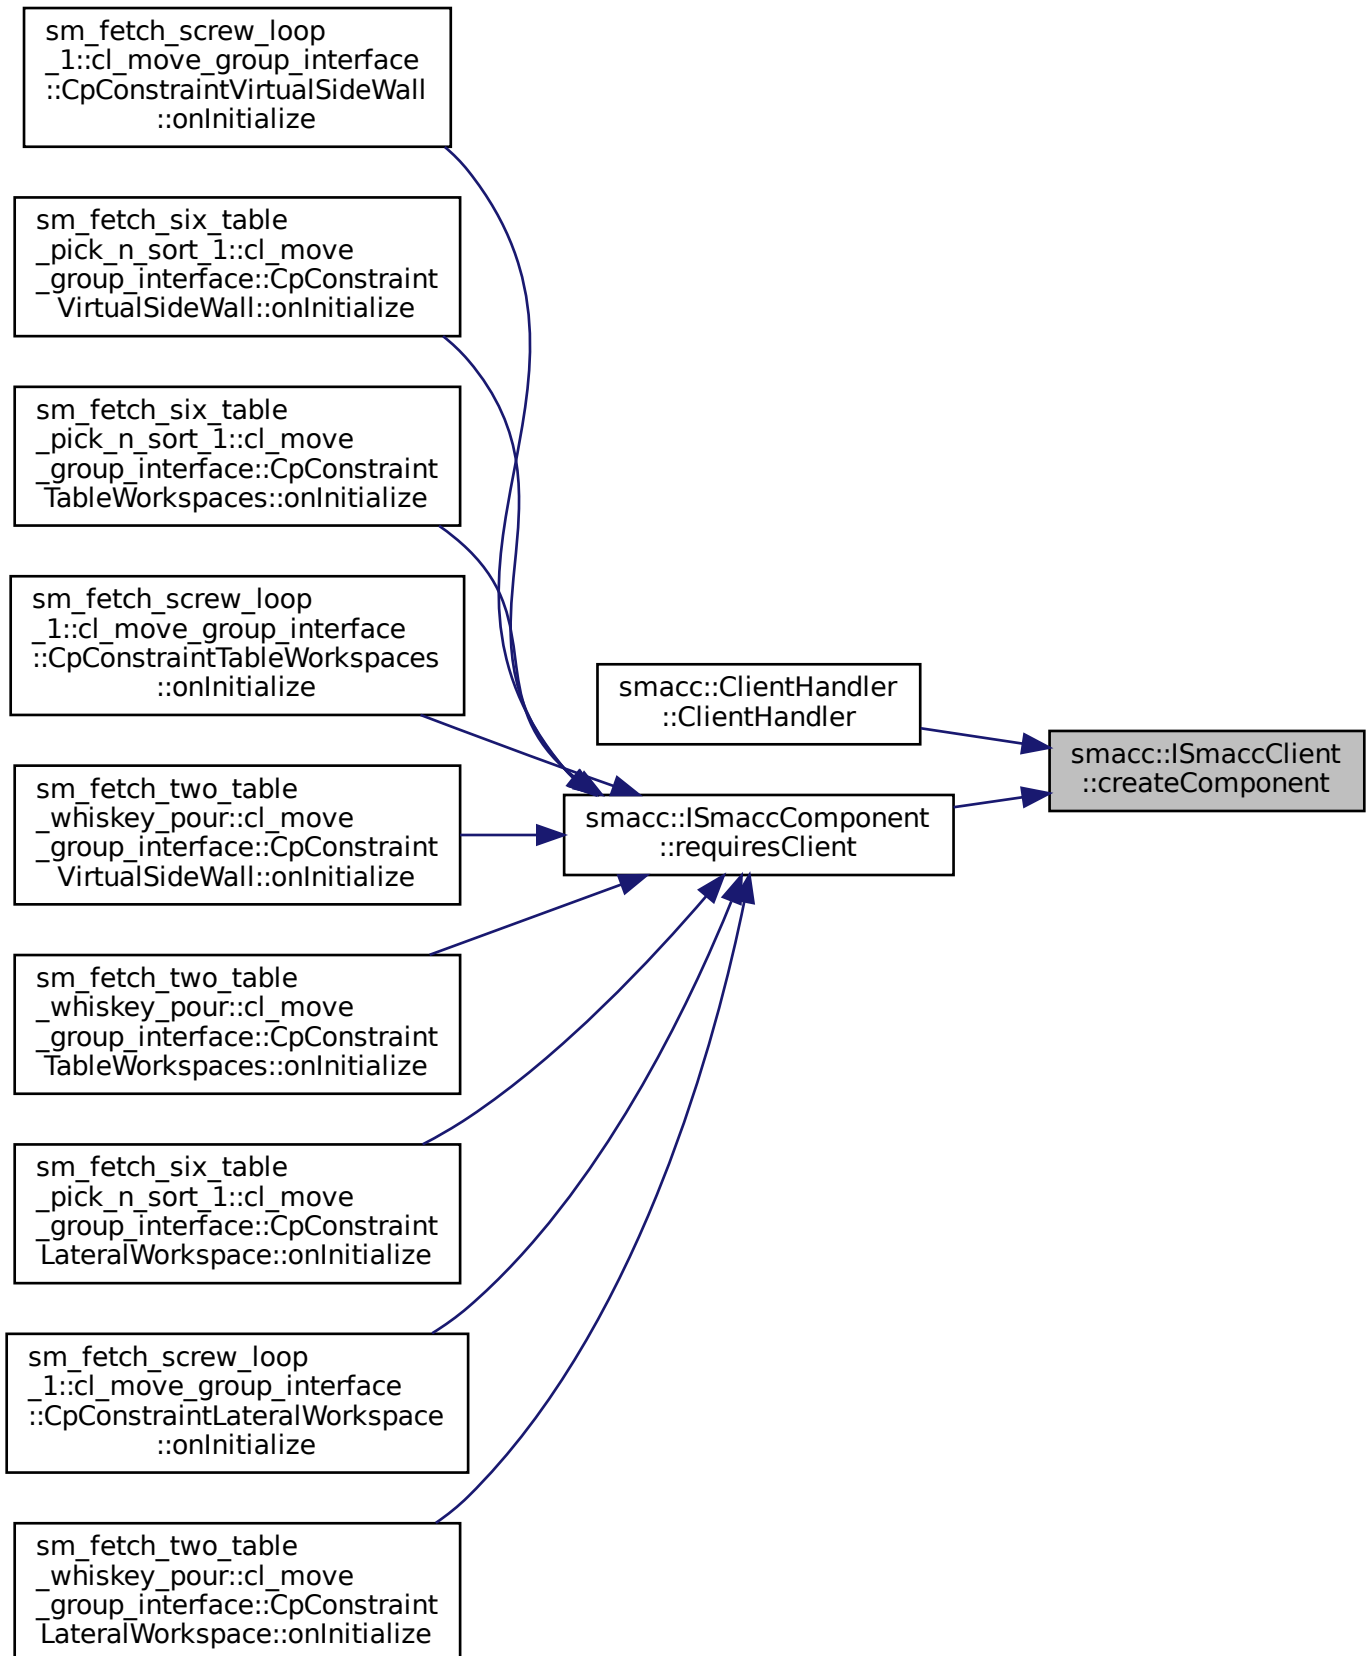 sm_fetch_screw_loop
_1::cl_move_group_interface
::CpConstraintVirtualSideWall
::onInitialize
sm_fetch_six_table
_pick_n_sort_1::cl_move
_group_interface::CpConstraint
VirtualSideWall::onInitialize
sm_fetch_six_table
_pick_n_sort_1::cl_move
_group_interface::CpConstraint
TableWorkspaces::onInitialize
sm_fetch_screw_loop
_1::cl_move_group_interface
::CpConstraintTableWorkspaces
::onInitialize
sm_fetch_two_table
_whiskey_pour::cl_move
_group_interface::CpConstraint
VirtualSideWall::onInitialize
sm_fetch_two_table
_whiskey_pour::cl_move
_group_interface::CpConstraint
TableWorkspaces::onInitialize
sm_fetch_six_table
_pick_n_sort_1::cl_move
_group_interface::CpConstraint
LateralWorkspace::onInitialize
sm_fetch_screw_loop
_1::cl_move_group_interface
::CpConstraintLateralWorkspace
::onInitialize
sm_fetch_two_table
_whiskey_pour::cl_move
_group_interface::CpConstraint
LateralWorkspace::onInitialize
smacc::ClientHandler
::ClientHandler
smacc::ISmaccComponent
::requiresClient
smacc::ISmaccClient
::createComponent